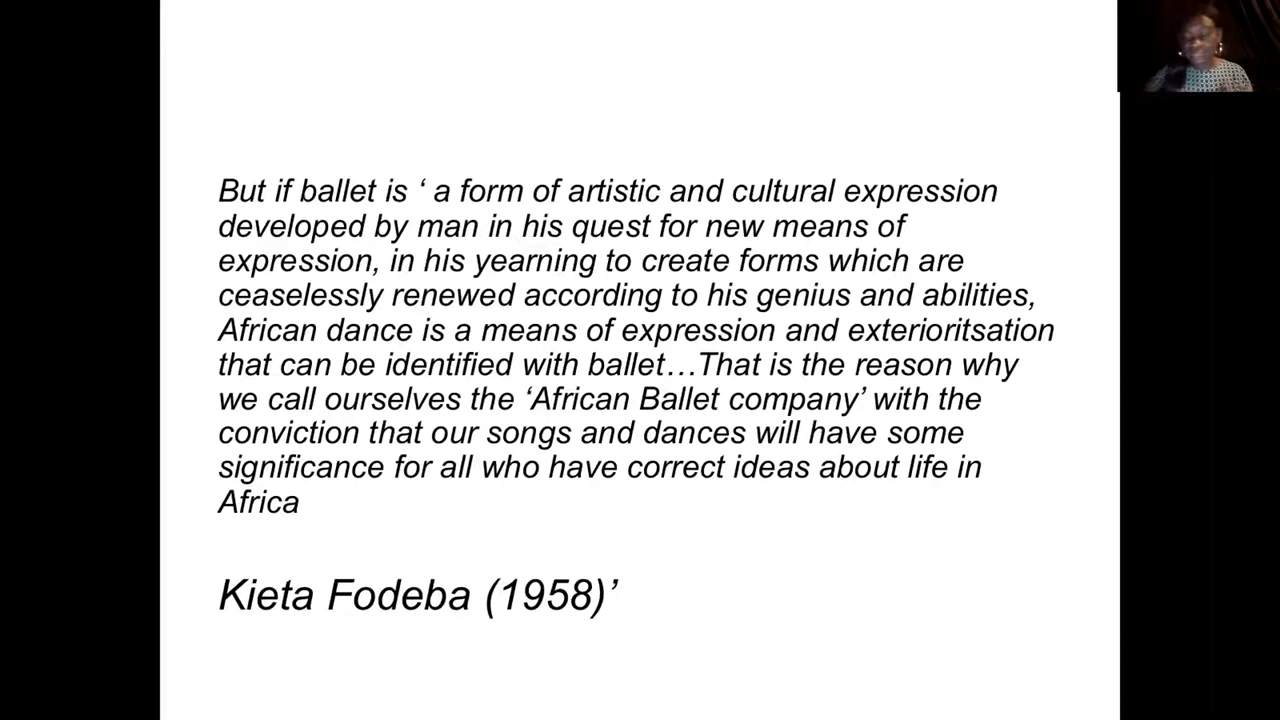 But if ballet is ‘ a form of artistic and cultural expression
developed by man in his quest for new means of
expression, in his yearning to create forms which are
ceaselessly renewed according to his genius and abilities,
African dance is a means of expression and exterioritsation
that can be identified with ballet…That is the reason why
we call ourselves the ‘African Ballet company’ with the
conviction that our songs and dances will have some
significance for all who have correct ideas about life in
Africa
Kieta Fodeba (1958)’